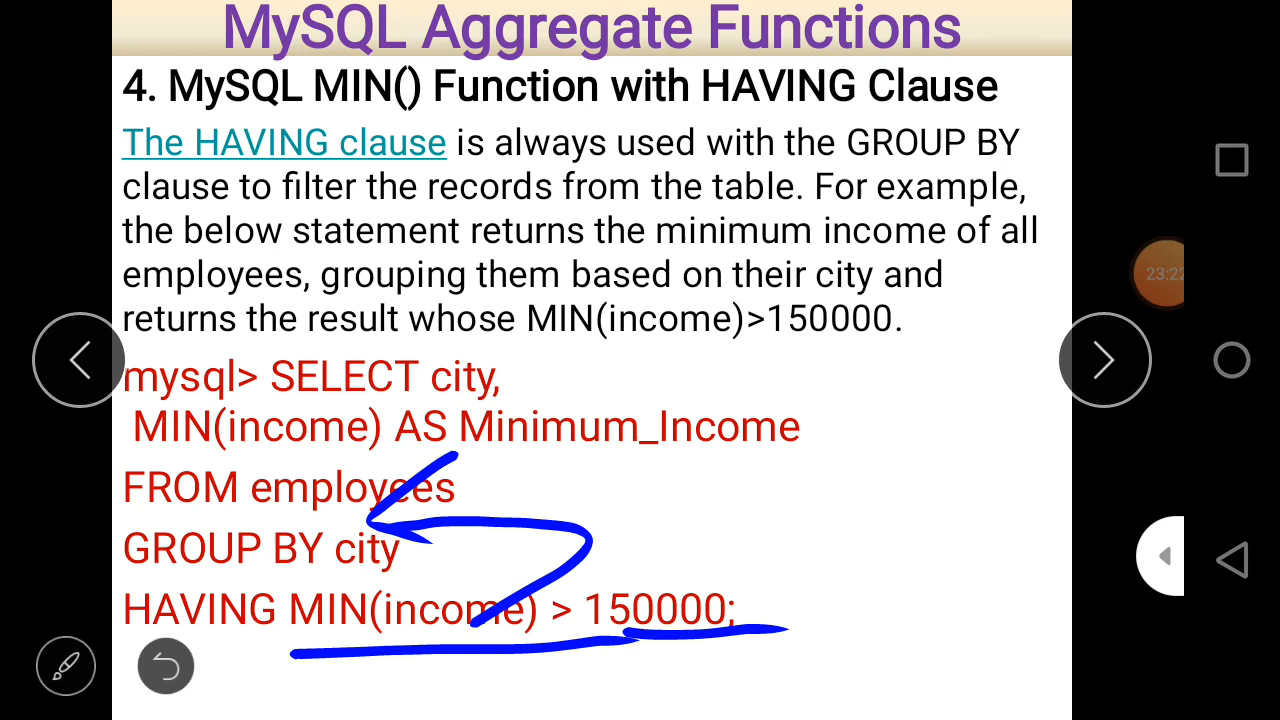 MySQL Aggregate Functions
4. MySQL MIN() Function with HAVING Clause
The HAVING clause is always used with the GROUP BY
clause to filter the records from the table. For example,
the below statement returns the minimum income of all
employees, grouping them based on their city and
returns the result whose MIN(income)>150000.
mysql> SELECT city,
MIN(income) AS Minimum_Income
FROM employees
GROUP BY city
HAVING MIN(income) > 150000;
23:22